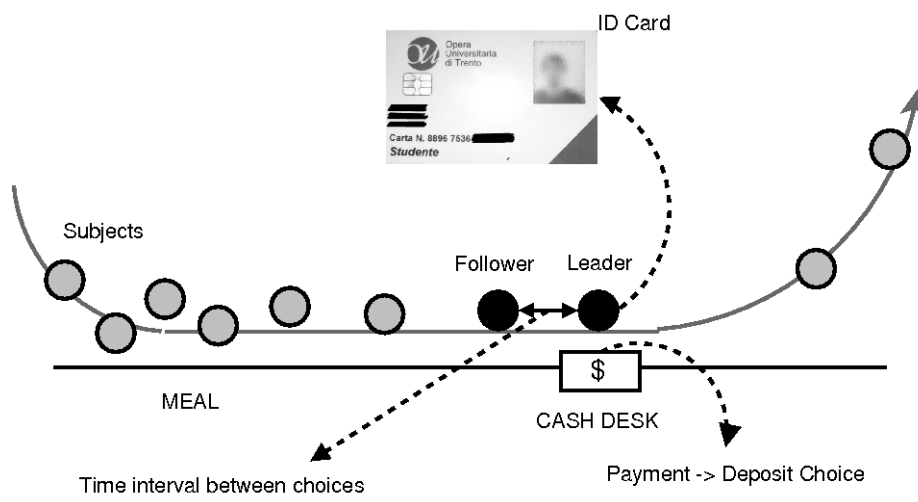 ID Card
Opera
Universitaria
di Trento
Carta N. 8896 7536
Studente
Subjects
Follower
Leader
$
MEAL
CASH DESK
Time interval between choices
Payment -> Deposit Choice